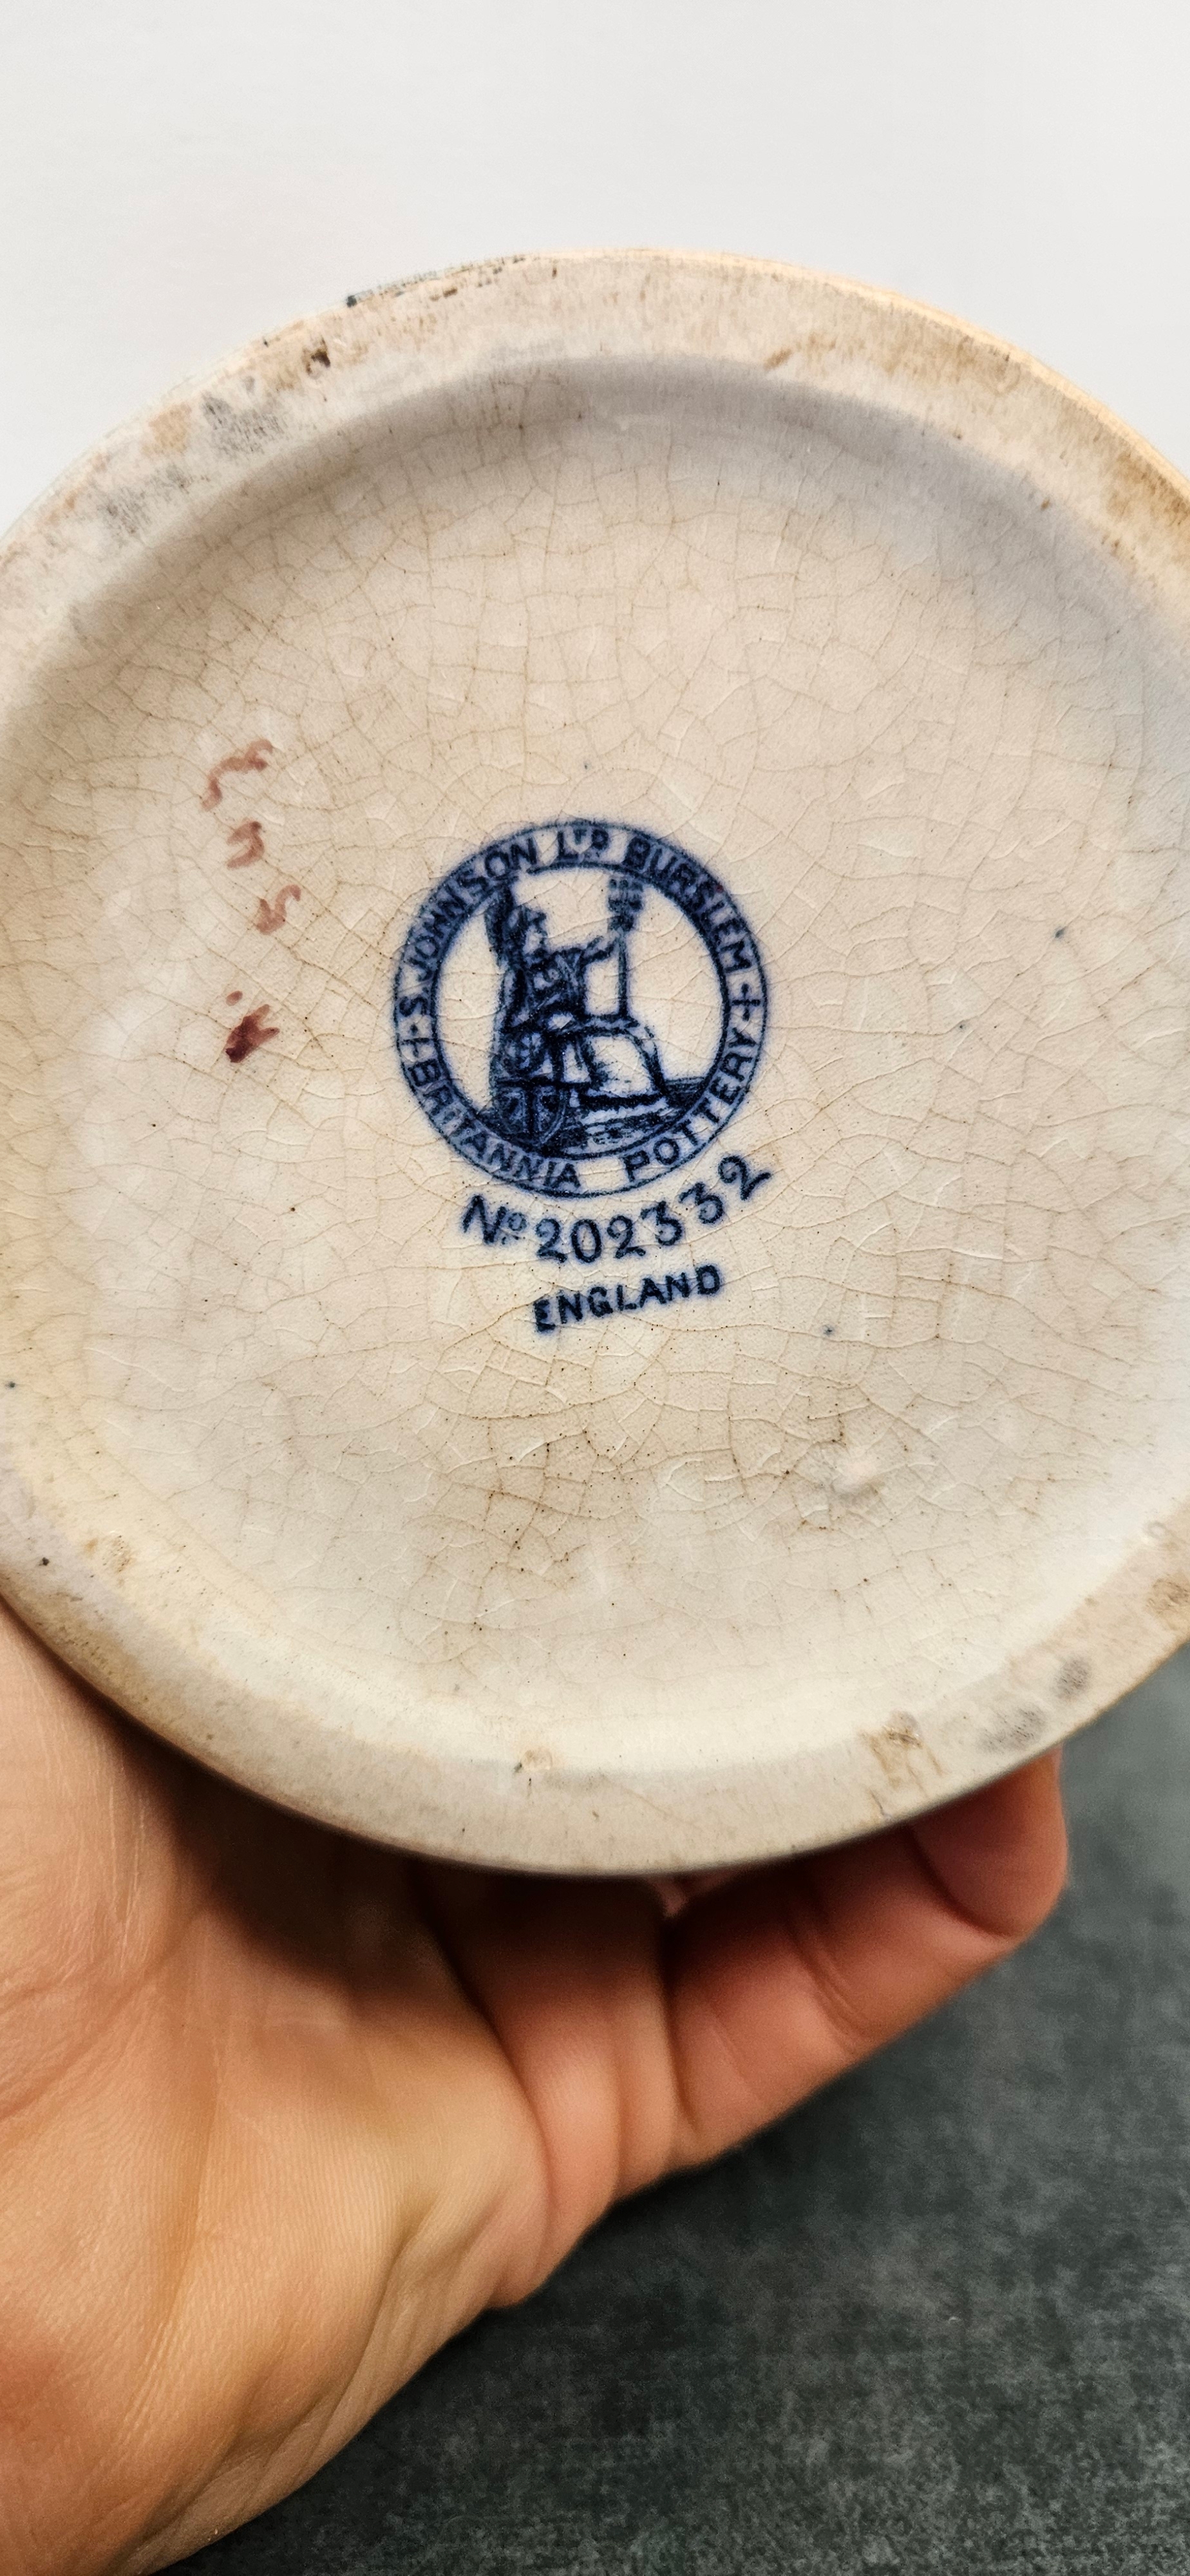 S. JOHNSON LTD BURSLEM
BRITANNIA POTTERY
No 202332
ENGLAND